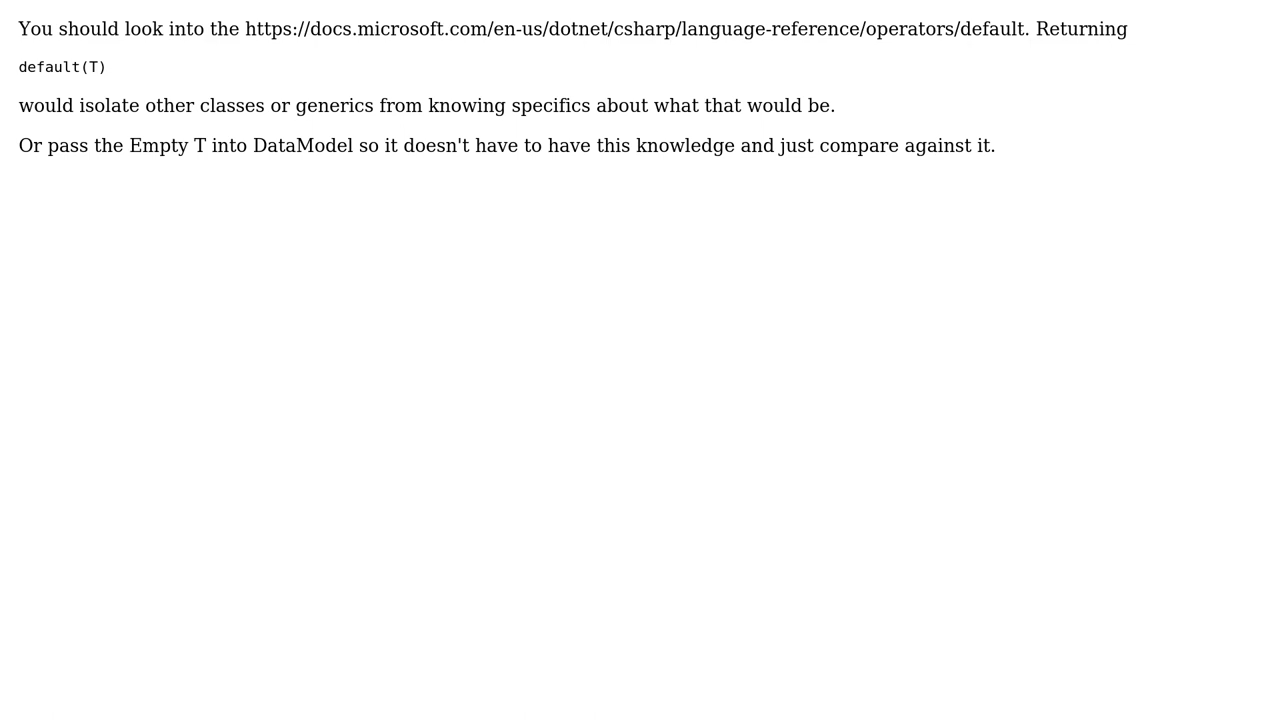 You should look into the https://docs.microsoft.com/en-us/dotnet/csharp/language-reference/operators/default. Returning
default(T)
would isolate other classes or generics from knowing specifics about what that would be.
Or pass the Empty T into DataModel so it doesn't have to have this knowledge and just compare against it.